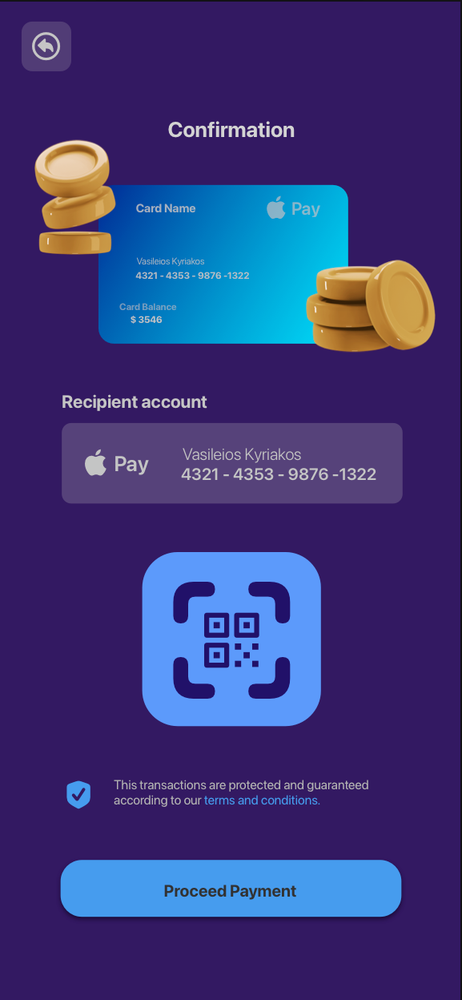 Confirmation
Card Name
Pay
Vasileios Kyriakos
4321 - 4353 - 9876 -1322
Card Balance
$ 3546
Recipient account
Pay
Vasileios Kyriakos
4321 - 4353 - 9876 -1322
This transactions are protected and guaranteed
according to our terms and conditions.
Proceed Payment